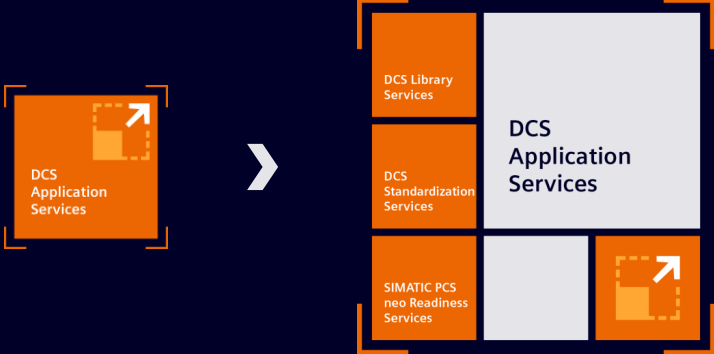 DCS
Application
Services
DCS Library
Services
DCS
Standardization
Services
SIMATIC PCS
neo Readiness
Services
DCS
Application
Services